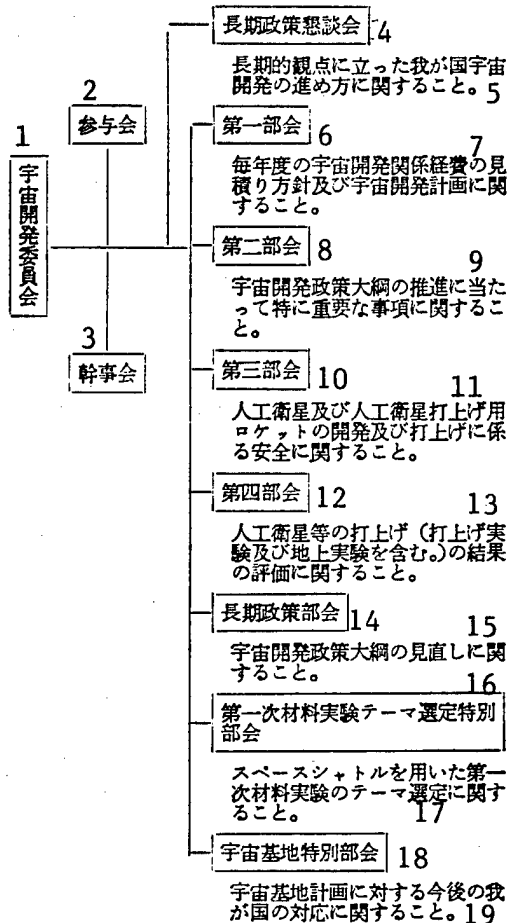 長期政策懇談会 4
長期的観点に立った我が国宇宙
開発の進め方に関すること。 5
2
参与会
1
宇宙開発委員会
3
幹事会
第一部会 6
7
毎年度の宇宙開発関係経費の見
積り方針及び宇宙開発計画に関
すること。
第二部会 8
9
宇宙開発政策大綱の推進に当た
って特に重要な事項に関するこ
と。
第三部会 10
11
人工衛星及び人工衛星打上げ用
ロケットの開発及び打上げに係
る安全に関すること。
第四部会 12
13
人工衛星等の打上げ(打上げ実
験及び地上実験を含む。)の結果
の評価に関すること。
長期政策部会 14
15
宇宙開発政策大綱の見直しに関
すること。
16
第一次材料実験テーマ選定特別
部会
スペースシャトルを用いた第一
次材料実験のテーマ選定に関す
ること。 17
宇宙基地特別部会 18
宇宙基地計画に対する今後の我
が国の対応に関すること。 19